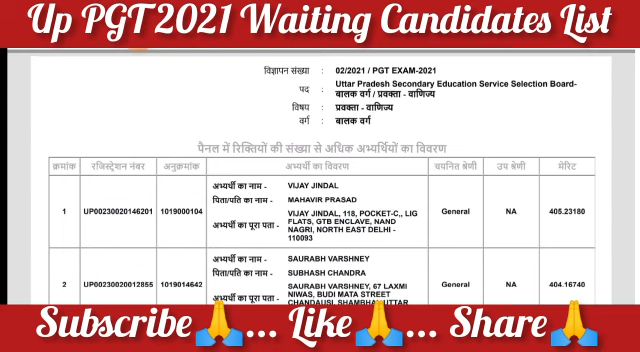 Up PGT 2021 Waiting Candidates List
विज्ञापन संख्या : 02/2021 / PGT EXAM-2021
पद : Uttar Pradesh Secondary Education Service Selection Board-
बालक वर्ग / प्रवक्ता - वाणिज्य
विषय : प्रवक्ता - वाणिज्य
वर्ग : बालक वर्ग
पैनल में रिक्तियों की संख्या से अधिक अभ्यर्थियों का विवरण
क्रमांक रजिस्ट्रेशन नंबर अनुक्रमांक अभ्यर्थी का विवरण चयनित श्रेणी उप श्रेणी मेरिट
अभ्यर्थी का नाम - VIJAY JINDAL
पिता/पति का नाम - MAHAVIR PRASAD
1 UP00230020146201 1019000104 अभ्यर्थी का पूरा पता - VIJAY JINDAL, 118, POCKET-C,, LIG General NA 405.23180
FLATS, GTB ENCLAVE, NAND
NAGRI, NORTH EAST DELHI -
110093
अभ्यर्थी का नाम - SAURABH VARSHNEY
पिता/पति का नाम - SUBHASH CHANDRA
2 UP00230020012855 1019014642 अभ्यर्थी का पूरा पता - SAURABH VARSHNEY, 67 LAXMI General NA 404.16740
NIWAS, BUDI MATA STREET
CHANDAUSI, SHAMBHAL UTTAR
Subscribe🙏... Like🙏... Share🙏